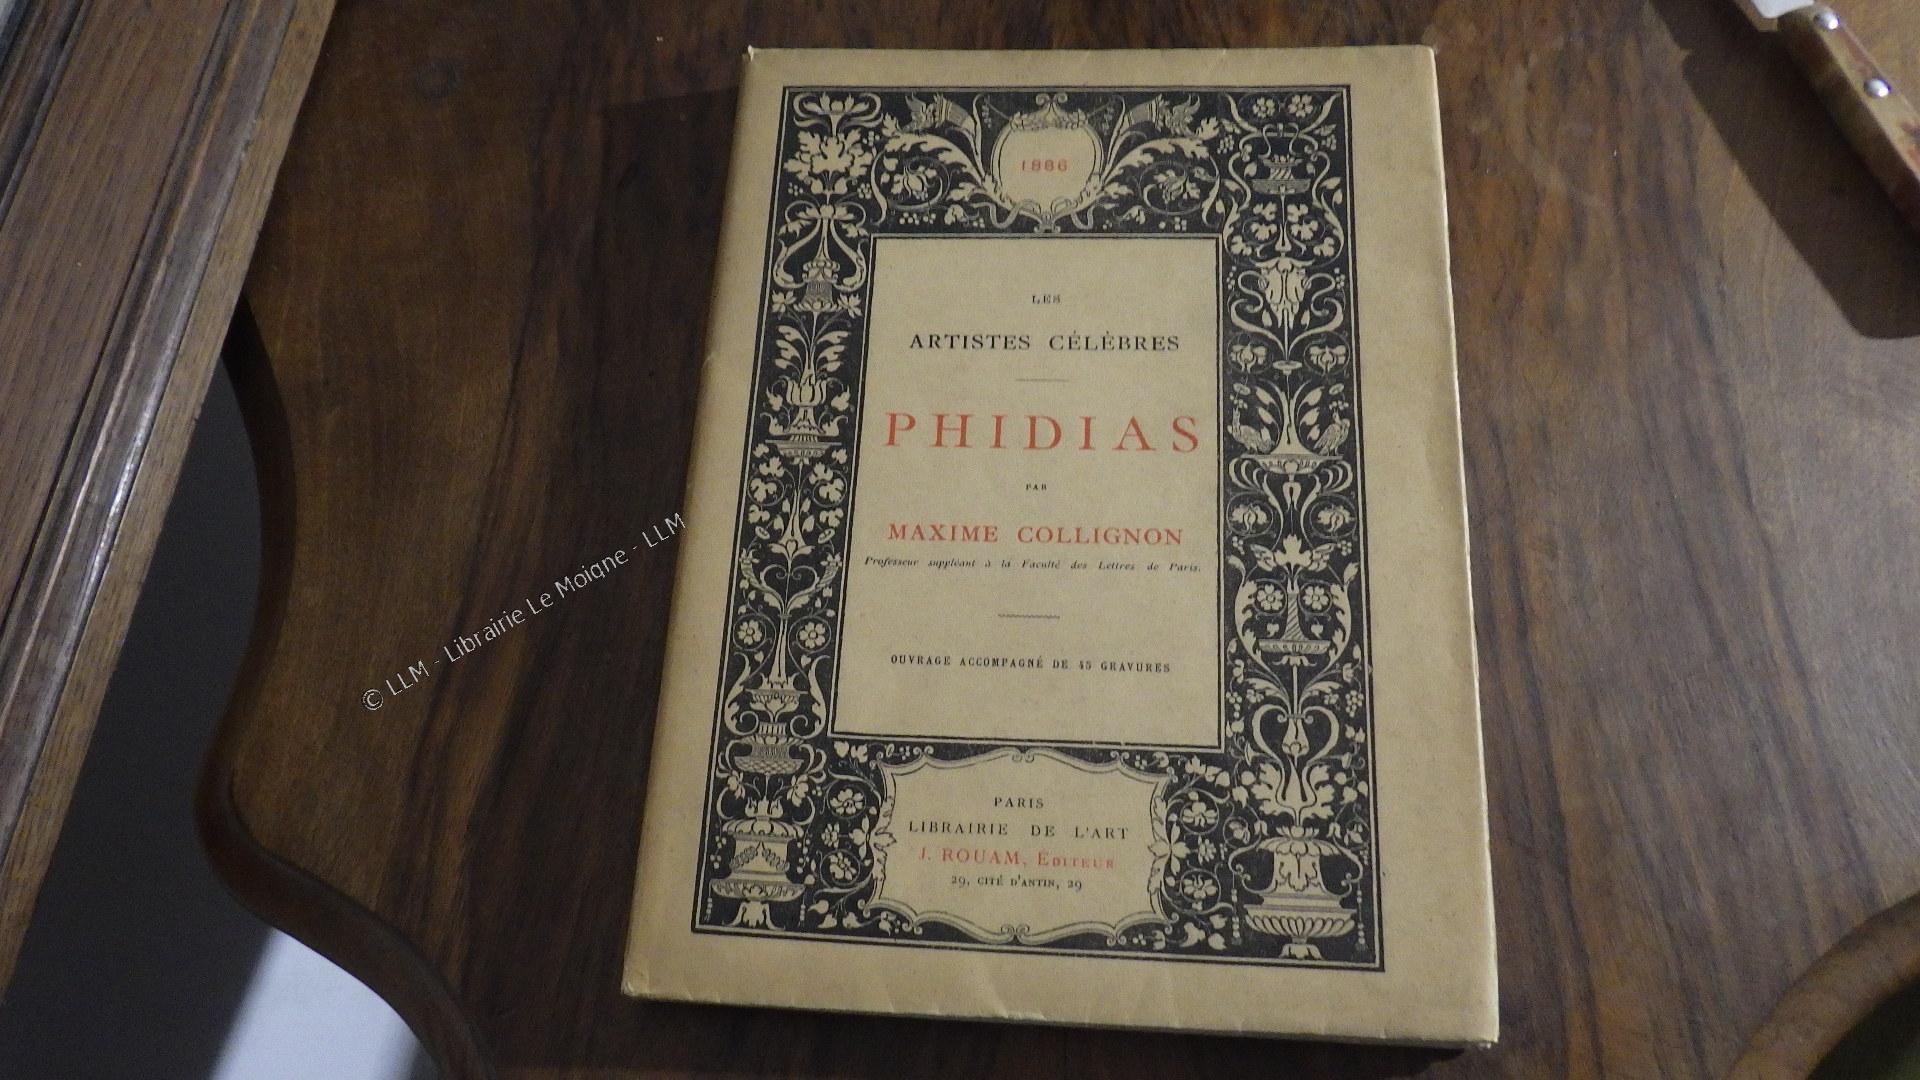 1886
LES
ARTISTES CÉLÈBRES
PHIDIAS
PAR
MAXIME COLLIGNON
Professeur suppléant à la Faculté des Lettres de Paris.
OUVRAGE ACCOMPAGNÉ DE 45 GRAVURES
PARIS
LIBRAIRIE DE L'ART
J. ROUAM, ÉDITEUR
29, CITÉ D'ANTIN, 29
© LLM - Librairie Le Moigne - LLM